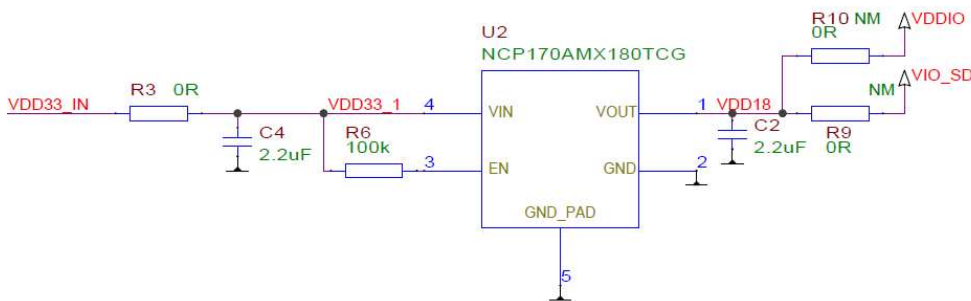 R10 NM
0R
VDDIO
U2
NCP170AMX180TCG
VIO_SD
NM
R3 0R
VDD33_IN
VDD33_1
4
VIN
VOUT
1
VDD18
C4
2.2uF
R6
100k
3
EN
GND
2
C2
2.2uF
R9
0R
GND_PAD
5